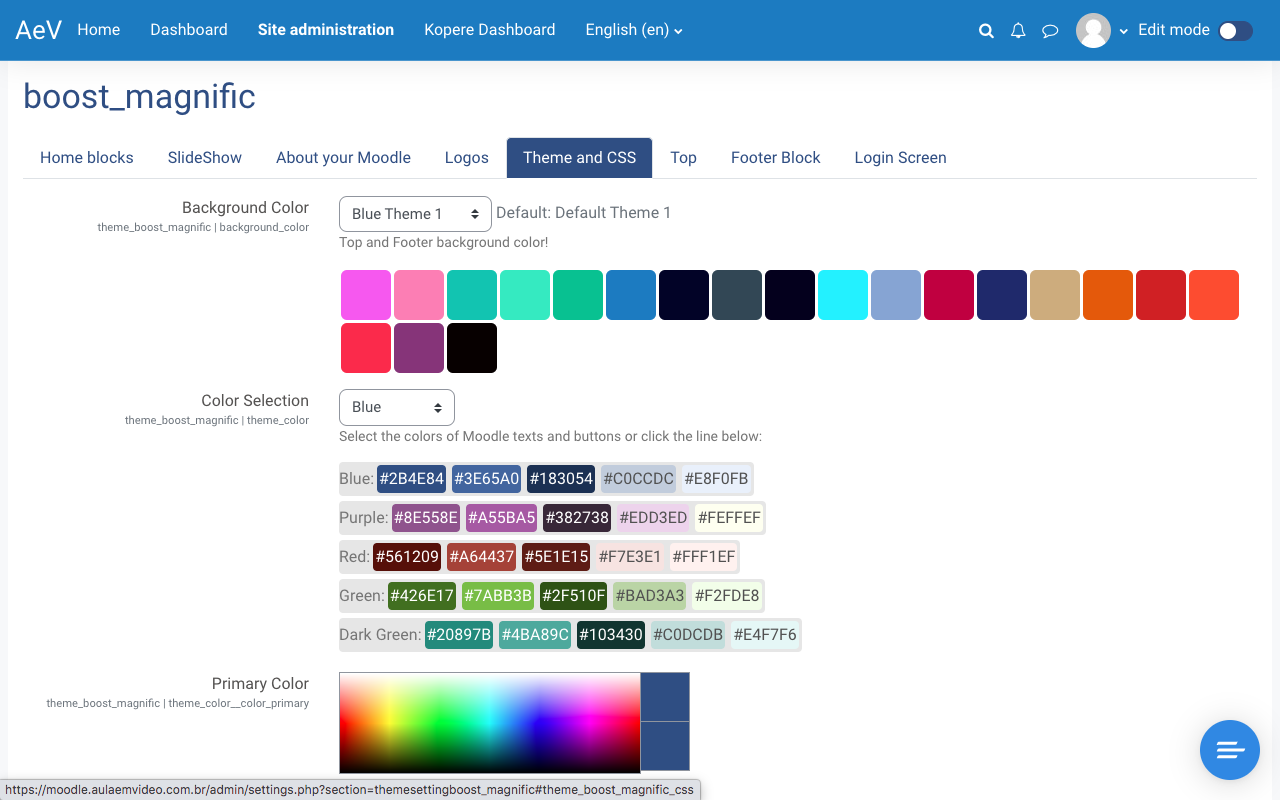 AeV Home Dashboard Site administration Kopere Dashboard English (en) Edit mode
boost_magnific
Home blocks SlideShow About your Moodle Logos Theme and CSS Top Footer Block Login Screen
Background Color Blue Theme 1 Default: Default Theme 1
theme_boost_magnific | background_color
Top and Footer background color!
Color Selection Blue
theme_boost_magnific | theme_color
Select the colors of Moodle texts and buttons or click the line below:
Blue: #2B4E84 #3E65A0 #183054 #C0CCDC #E8F0FB
Purple: #8E558E #A55BA5 #382738 #EDD3ED #FEFFEF
Red: #561209 #A64437 #5E1E15 #F7E3E1 #FFF1EF
Green: #426E17 #7ABB3B #2F510F #BAD3A3 #F2FDE8
Dark Green: #20897B #4BA89C #103430 #C0DCDB #E4F7F6
Primary Color
theme_boost_magnific | theme_color__color_primary
https://moodle.aulaemvideo.com.br/admin/settings.php?section=themesettingboost_magnific#theme_boost_magnific_css